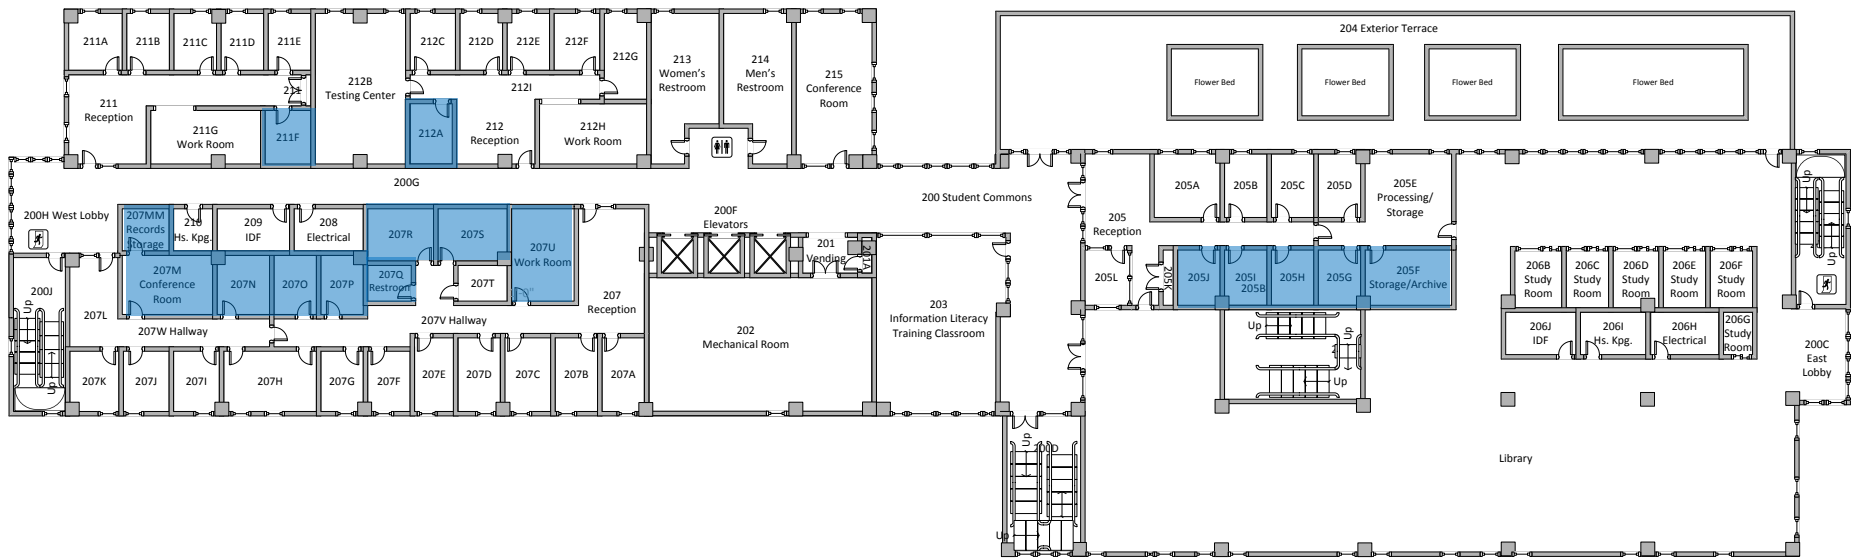 204 Exterior Terrace
Flower Bed
Flower Bed
Flower Bed
Flower Bed
211A
211B
211C
211D
211E
212B
Testing Center
212C
212D
212E
212F
212G
213
Women's
Restroom
214
Men's
Restroom
215
Conference
Room
211
Reception
211
212I
211G
Work Room
211F
212A
212
Reception
212H
Work Room
200G
200H West Lobby
200F
Elevators
200 Student Commons
205
Reception
205A
205B
205C
205D
205E
Processing/
Storage
Up
Up
207MM
Records
Storage
210
Hs. Kpg.
209
IDF
208
Electrical
207R
207S
207U
Work Room
201
Vending
201A
207M
Conference
Room
207N
207O
207P
207Q
Restroom
207T
207
Reception
205L
205K
205J
205I
205B
205H
205G
205F
Storage/Archive
206B
Study
Room
206C
Study
Room
206D
Study
Room
206E
Study
Room
206F
Study
Room
200J
Up
Up
207L
207W Hallway
207V Hallway
202
Mechanical Room
203
Information Literacy
Training Classroom
Up
Up
Up
206J
IDF
206I
Hs. Kpg.
206H
Electrical
206G
Study
Room
200C
East
Lobby
207K
207J
207I
207H
207G
207F
207E
207D
207C
207B
207A
Up
200D
Up
Library